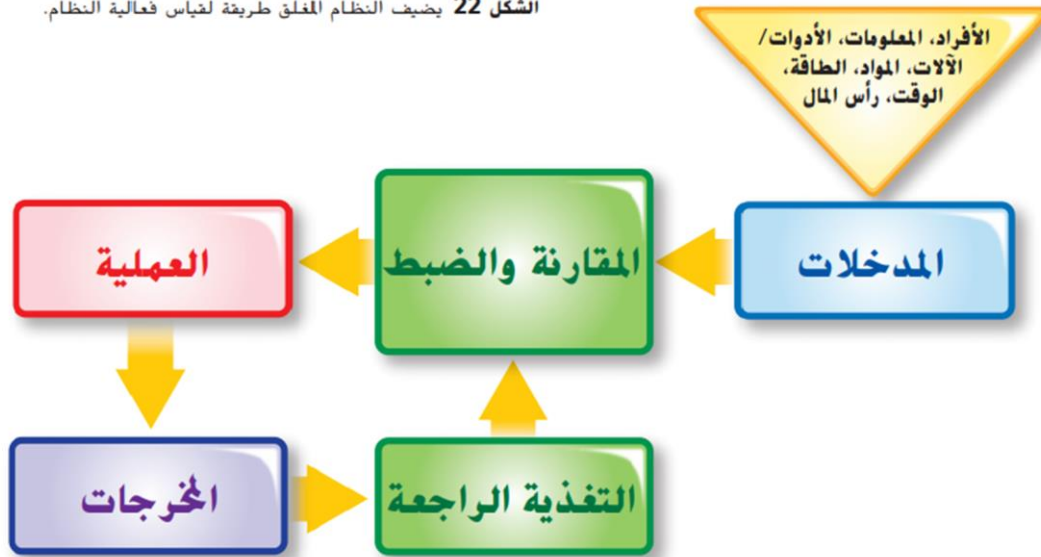 الشكل 22 يضيف النظام المغلق طريقة لقياس فعالية النظام.
الأفراد، المعلومات، الأدوات/
الآلات، المواد، الطاقة،
الوقت، رأس المال
المدخلات
المقارنة والضبط
العملية
المخرجات
التغذية الراجعة